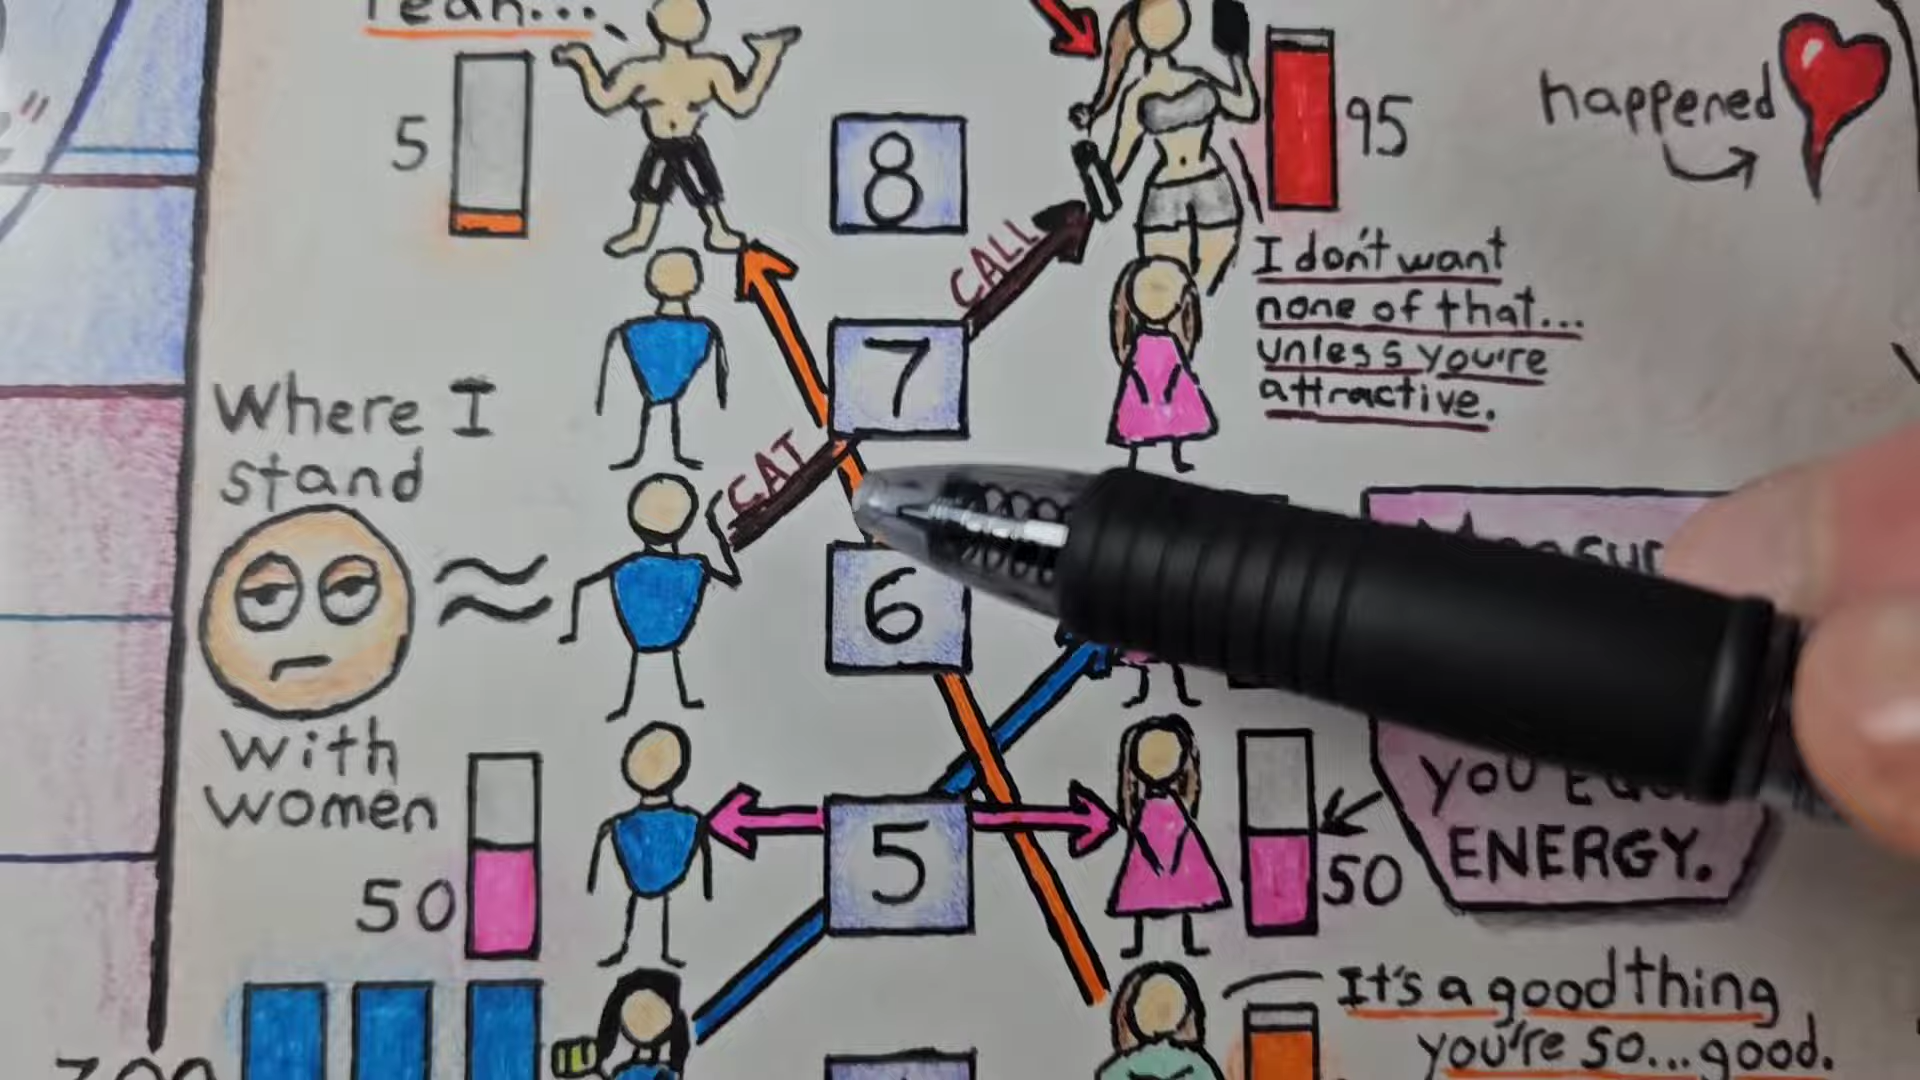 5
8
95
happened
CALL
I don't want
none of that...
unless you're
attractive.
7
Where I
stand
CAT
6
with
women
you
ENERGY.
50
5
50
It's a good thing
you're so...good.